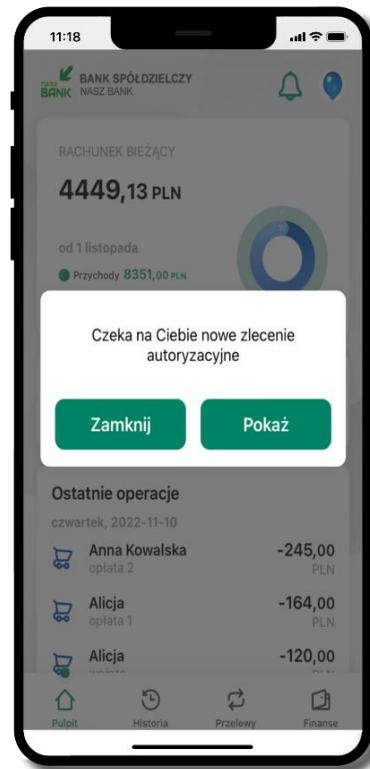 11:18
NASZ BANK
BANK SPÓŁDZIELCZY
NASZ BANK
RACHUNEK BIEŻĄCY
4449,13 PLN
od 1 listopada
Przychody 8351,00 PLN
Czeka na Ciebie nowe zlecenie
autoryzacyjne
Zamknij Pokaż
Ostatnie operacje
czwartek, 2022-11-10
Anna Kowalska -245,00
opłata 2 PLN
Alicja -164,00
opłata 1 PLN
Alicja -120,00
Pulpit Historia Przelewy Finanse